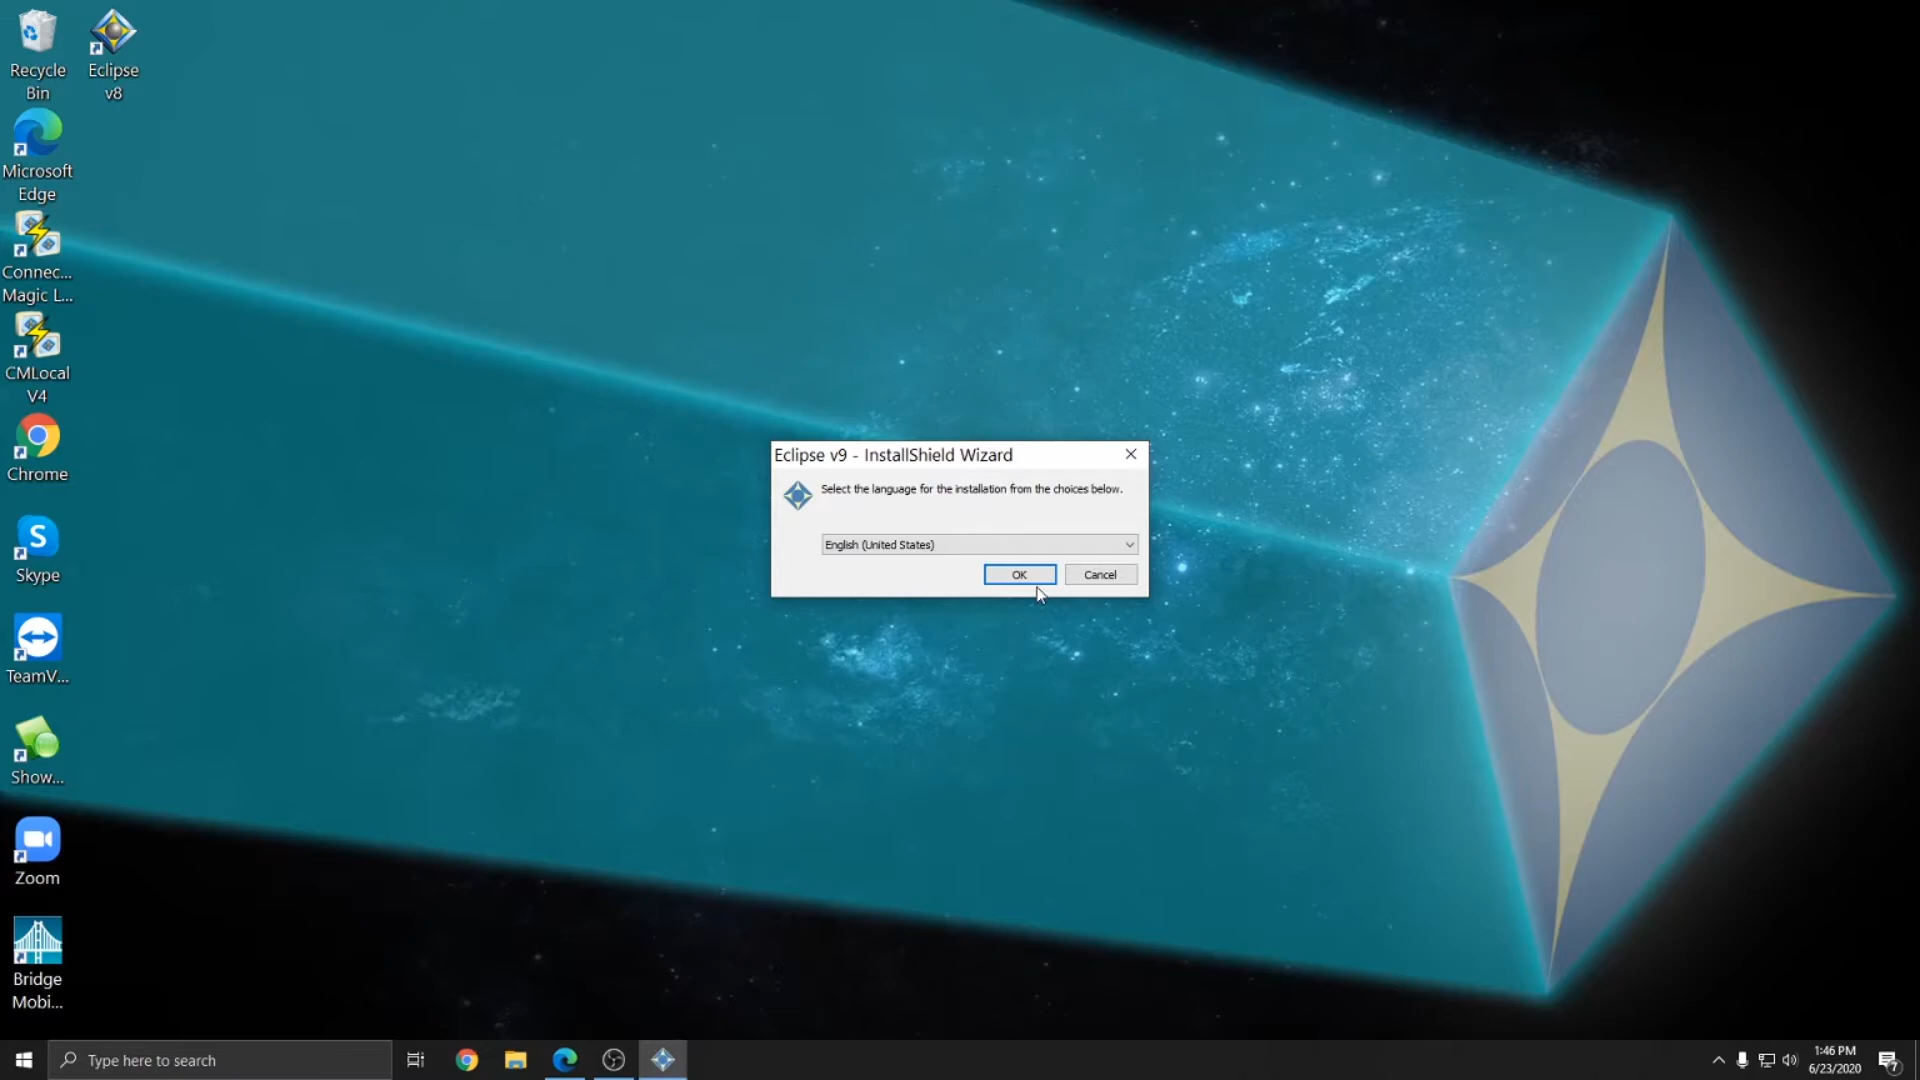 Recycle
Bin
Eclipse
v8
Microsoft
Edge
Connec...
Magic L...
CMLocal
V4
Chrome
S
Skype
TeamV...
Show...
Zoom
Bridge
Mobi...
Eclipse v9 - InstallShield Wizard
Select the language for the installation from the choices below.
English (United States)
OK
Cancel
Type here to search
1:46 PM
6/23/2020
7